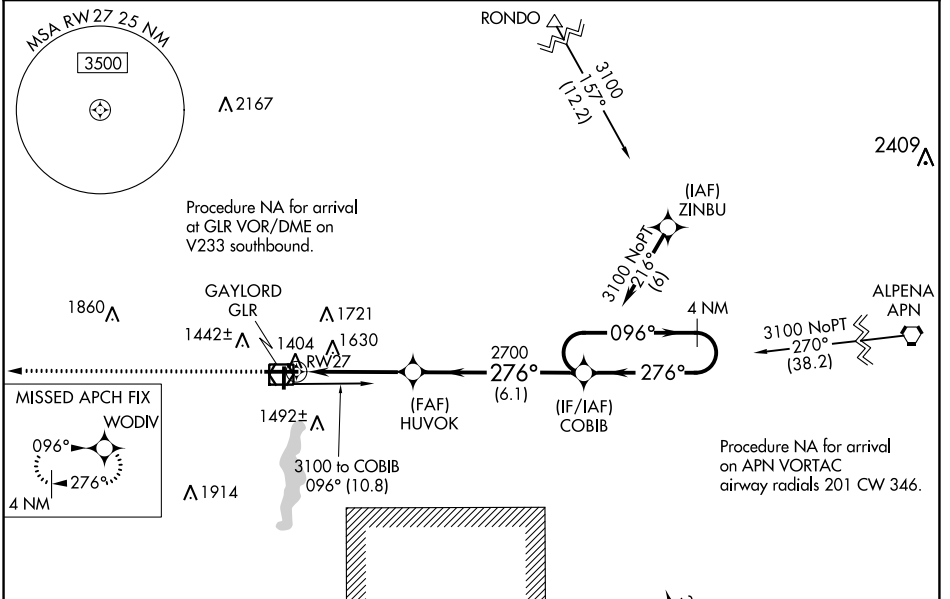 MSA RW27 25 NM
3500
2167
RONDO
3100
157°
(12.2)
2409
Procedure NA for arrival
at GLR VOR/DME on
V233 southbound.
(IAF)
ZINBU
3100 NoPT
216°
(6)
GAYLORD
GLR
1860
1442±
1721
1630
1404
RW27
4 NM
096°
ALPENA
APN
3100 NoPT
270°
(38.2)
2700
276°
(6.1)
276°
(FAF)
HUVOK
(IF/IAF)
COBIB
MISSED APCH FIX
WODIV
096°
276°
4 NM
1492±
3100 to COBIB
096° (10.8)
1914
Procedure NA for arrival
on APN VORTAC
airway radials 201 CW 346.